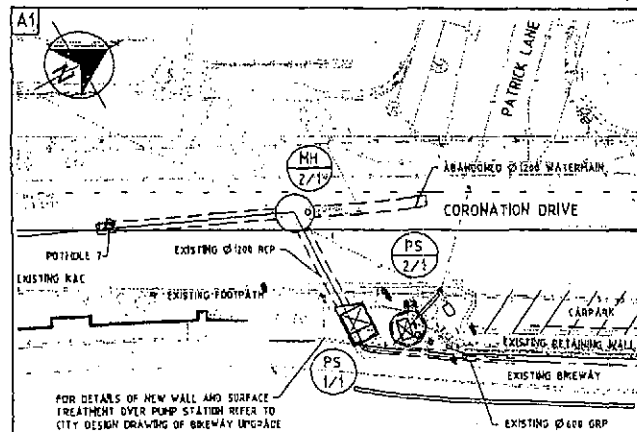 A1
N
PATRICK LANE
MH
2/1
ABANDONED Ø1200 WATERMAIN
CORONATION DRIVE
POTHOLE 7
EXISTING Ø1200 RCP
PS
2/1
EXISTING
EXISTING FOOTPATH
CARPARK
EXISTING RETAINING WALL
EXISTING BIKEWAY
PS
1/1
FOR DETAILS OF NEW WALL AND SURFACE
TREATMENT OVER PUMP STATION REFER TO
CITY DESIGN DRAWING OF BIKEWAY UPGRADE
EXISTING Ø600 GRP